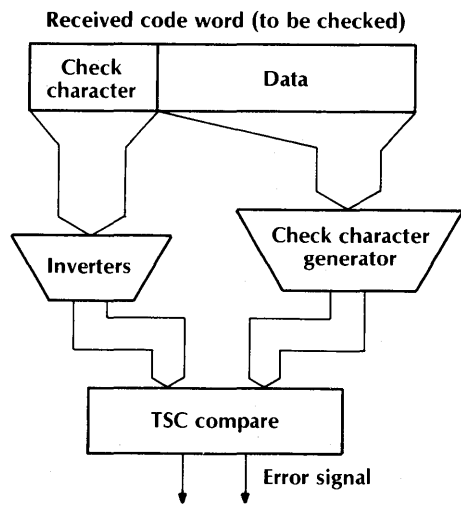 Received code word (to be checked)
Check
character
Data
Inverters
Check character
generator
TSC compare
Error signal